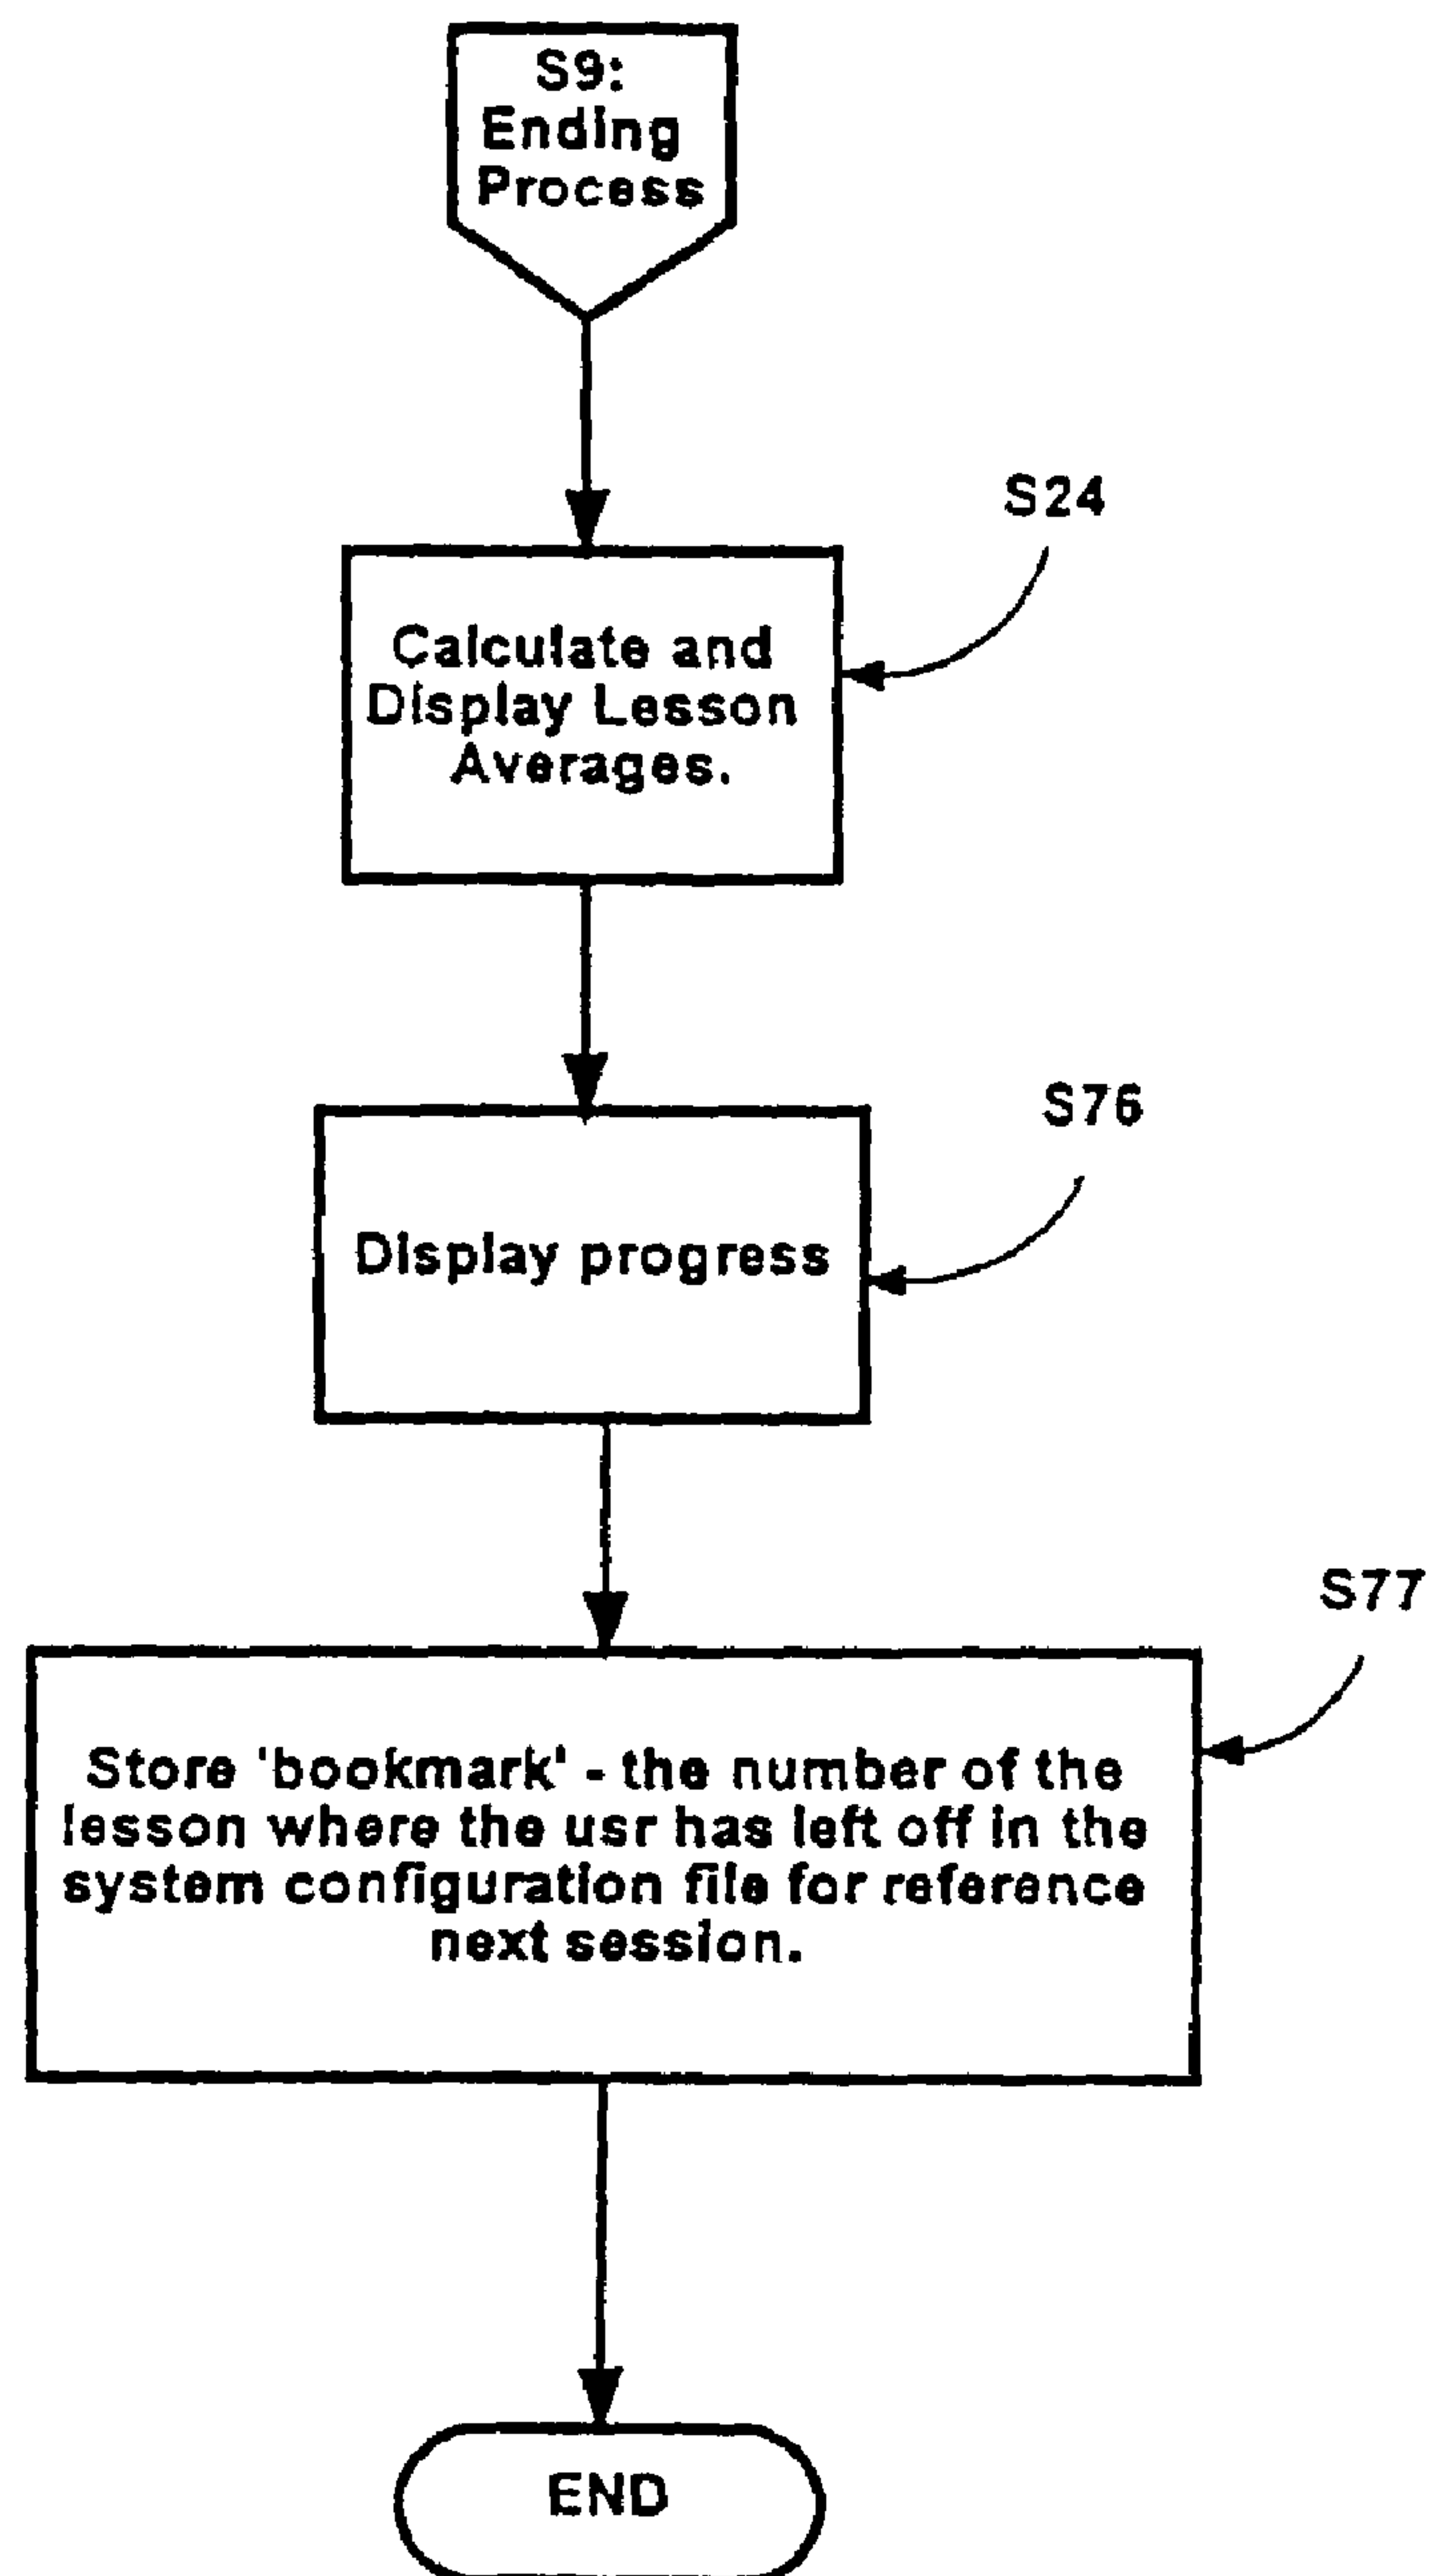 S9:
Ending
Process
S24
Calculate and
Display Lesson
Averages.
S76
Display progress
S77
Store 'bookmark' - the number of the
lesson where the usr has left off in the
system configuration file for reference
next session.
END